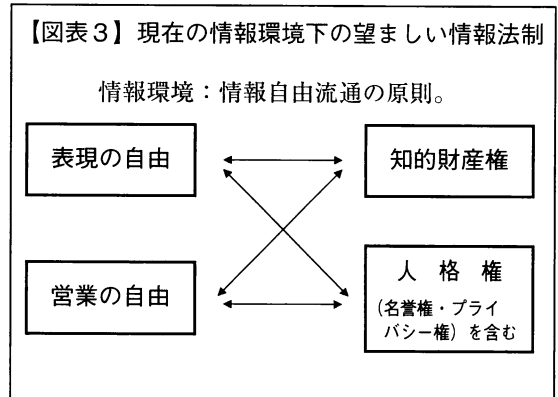 【図表3】現在の情報環境下の望ましい情報法制
情報環境：情報自由流通の原則。
表現の自由
知的財産権
営業の自由
人 格 権
(名誉権・プライ
バシー権) を含む